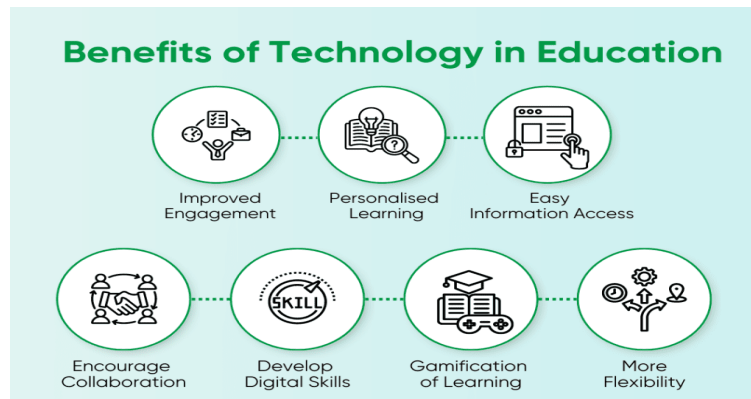 Benefits of Technology in Education
Improved
Engagement
Personalised
Learning
Easy
Information Access
SKILL
Encourage
Collaboration
Develop
Digital Skills
Gamification
of Learning
More
Flexibility